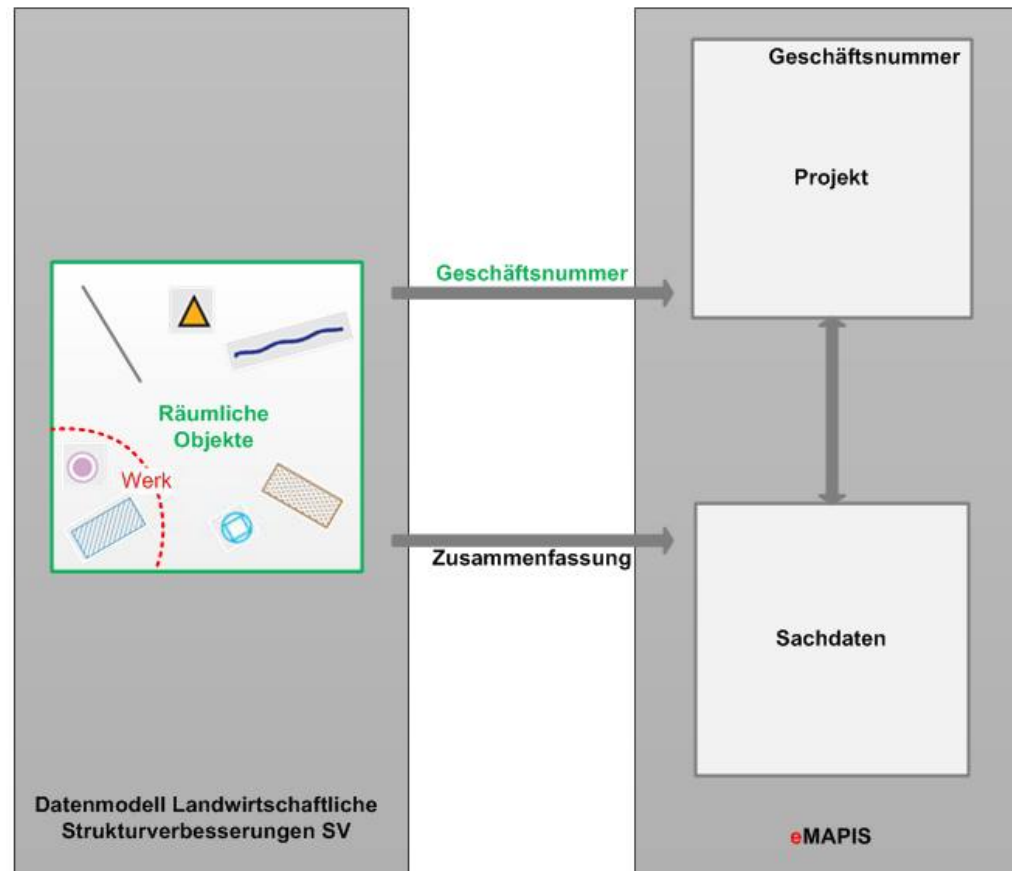 Geschäftsnummer
Projekt
Geschäftsnummer
Räumliche
Objekte
Werk
Zusammenfassung
Sachdaten
Datenmodell Landwirtschaftliche
Strukturverbesserungen SV
eMAPIS